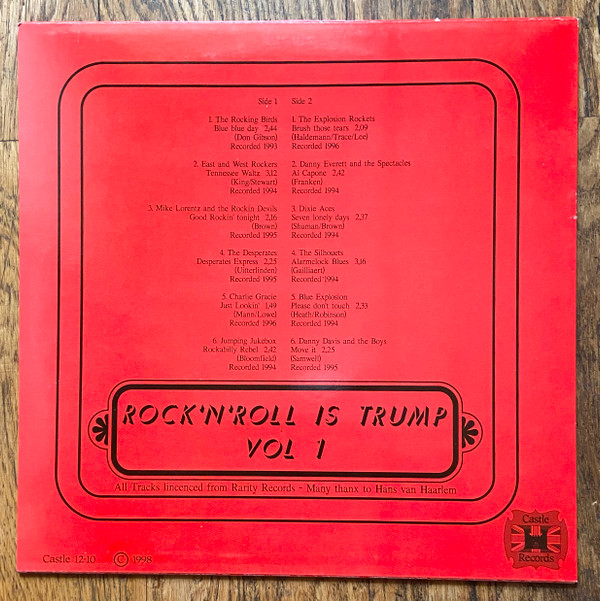 Side 1
1. The Rocking Birds
Blue blue day 2,44
(Don Gibson)
Recorded 1993
2. East and West Rockers
Tennessee Waltz 3,12
(King/Stewart)
Recorded 1994
3. Mike Lorentz and the Rockin Devils
Good Rockin' tonight 2,16
(Brown)
Recorded 1995
4. The Desperates
Desperates Express 2,25
(Uitterlinden)
Recorded 1995
5. Charlie Gracie
Just Lookin' 1,49
(Mann/Lowe)
Recorded 1996
6. Jumping Jukebox
Rockabilly Rebel 2,42
(Bloomfield)
Recorded 1994
Side 2
1. The Explosion Rockets
Brush those tears 2,09
(Haldemann/Trace/Lee)
Recorded 1996
2. Danny Everett and the Spectacles
Al Capone 2,42
(Franken)
Recorded 1994
3. Dixie Aces
Seven lonely days 2,37
(Shuman/Brown)
Recorded 1994
4. The Silhouets
Alarmclock Blues 3,16
(Gailliaert)
Recorded 1994
5. Blue Explosion
Please don't touch 2,33
(Heath/Robinson)
Recorded 1994
6. Danny Davis and the Boys
Move it 2,25
(Samwell)
Recorded 1995
ROCK'N'ROLL IS TRUMP
VOL 1
All Tracks lincenced from Rarity Records - Many thanx to Hans van Haarlem
Castle 12-10 © 1998
Castle
Records